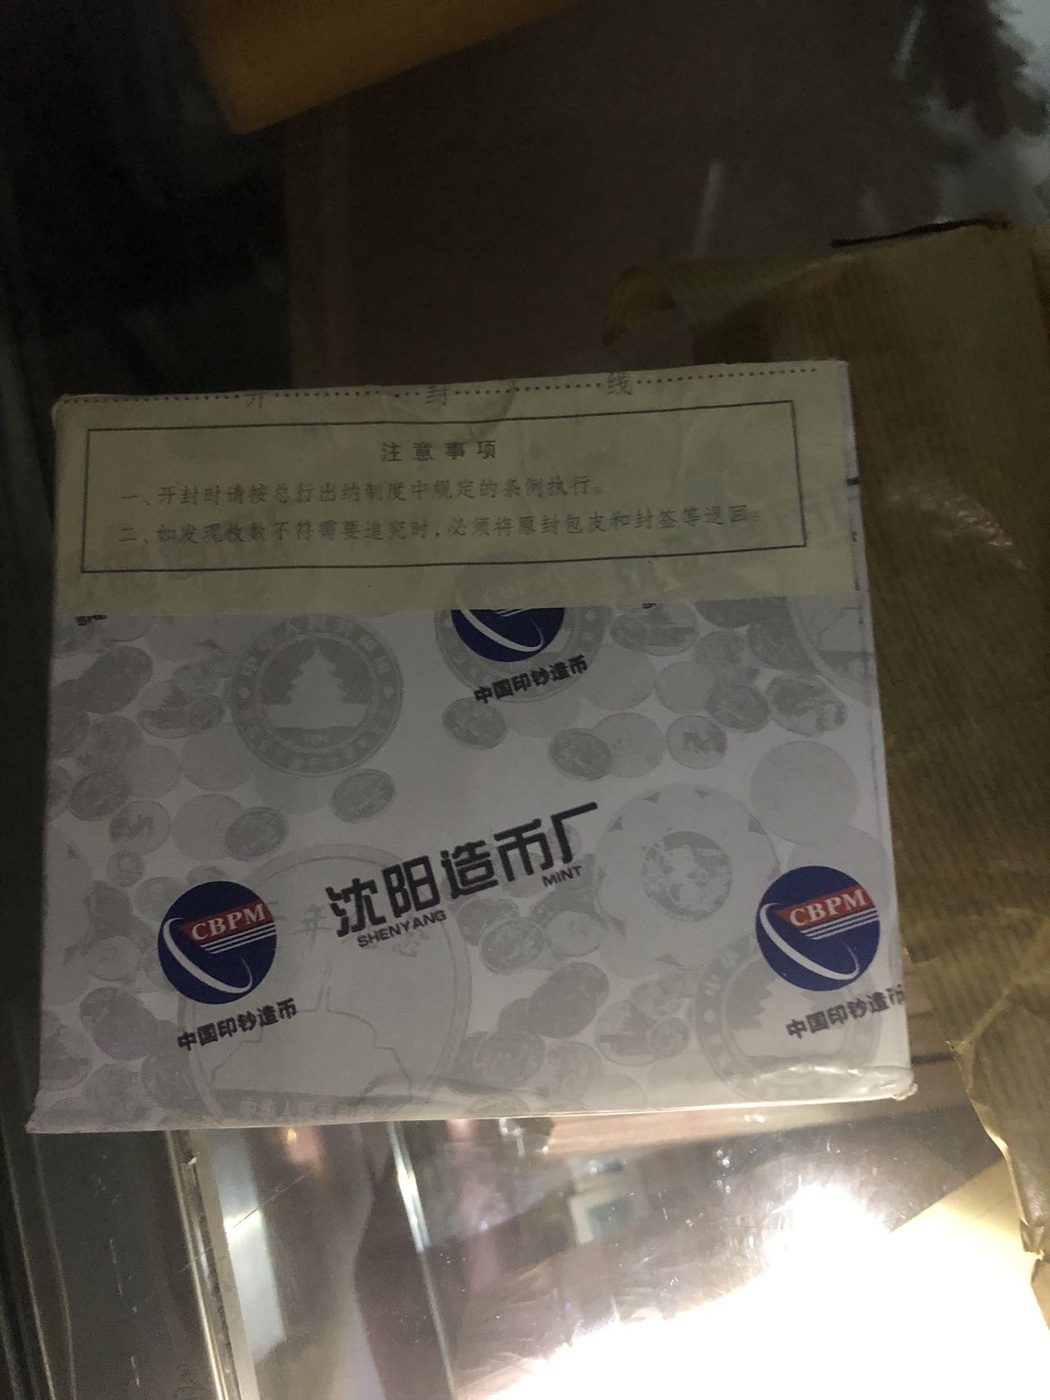 开 封 线
注意事项
一、开封时请按总行出纳制度中规定的条例执行。
二、如发现枚数不符需要追究时,必须将原封包皮和封签等退回。
中国印钞造币
沈阳造币厂
SHENYANG MINT
CBPM
中国印钞造币
CBPM
中国印钞造币